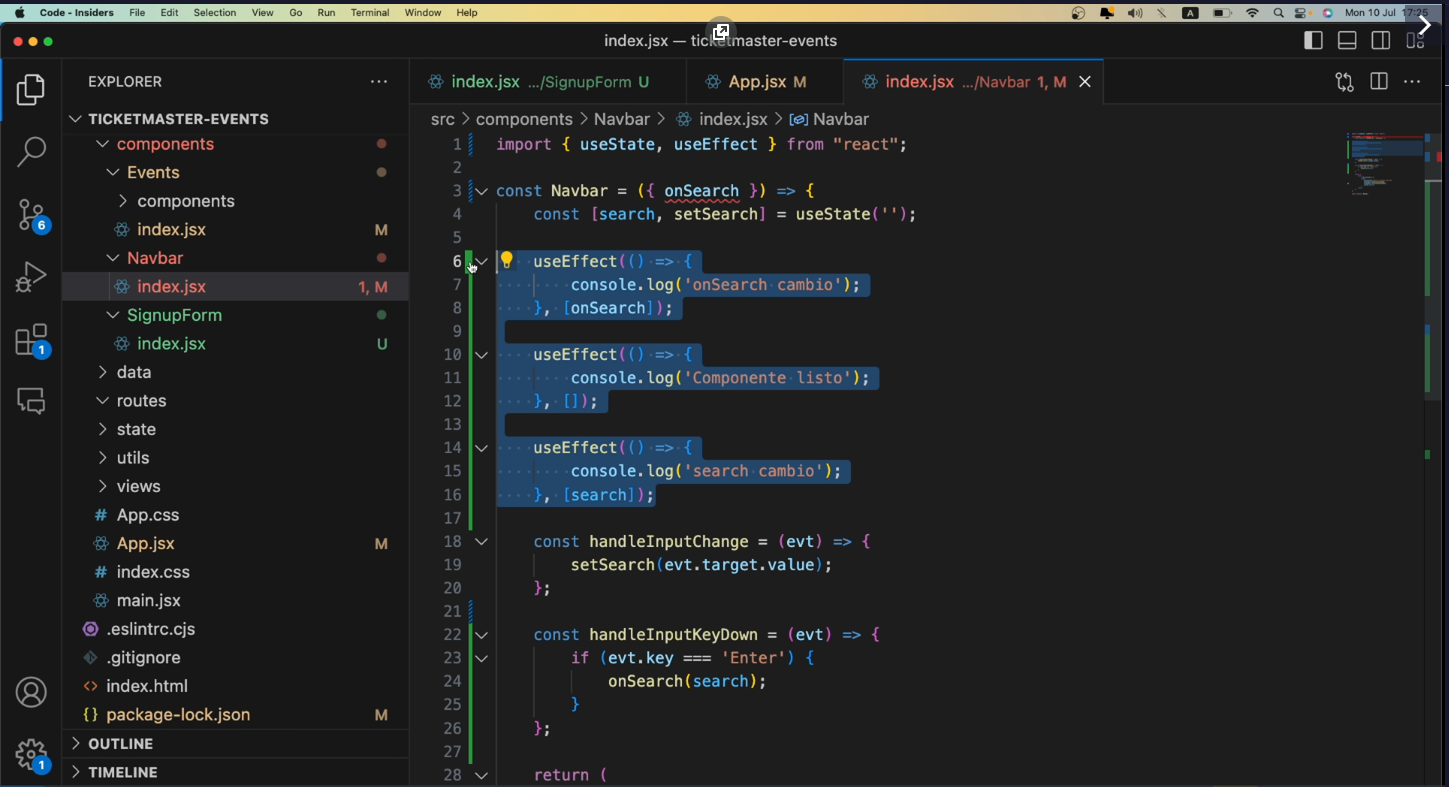 Code - Insiders File Edit Selection View Go Run Terminal Window Help A Mon 10 Jul 17:25
index.jsx — ticketmaster-events
EXPLORER ···
TICKETMASTER-EVENTS
components
Events
components
index.jsx M
Navbar
index.jsx 1, M
SignupForm
index.jsx U
data
routes
state
utils
views
# App.css
App.jsx M
# index.css
main.jsx
.eslintrc.cjs
.gitignore
<> index.html
{} package-lock.json M
OUTLINE
TIMELINE
6
1
1
index.jsx .../SignupForm U App.jsx M index.jsx .../Navbar 1, M
src > components > Navbar > index.jsx > Navbar
1 import { useState, useEffect } from "react";
2
3 const Navbar = ({ onSearch }) => {
4 const [search, setSearch] = useState('');
5
6 useEffect(() => {
7 console.log('onSearch cambio');
8 }, [onSearch]);
9
10 useEffect(() => {
11 console.log('Componente listo');
12 }, []);
13
14 useEffect(() => {
15 console.log('search cambio');
16 }, [search]);
17
18 const handleInputChange = (evt) => {
19 setSearch(evt.target.value);
20 };
21
22 const handleInputKeyDown = (evt) => {
23 if (evt.key === 'Enter') {
24 onSearch(search);
25 }
26 };
27
28 return (